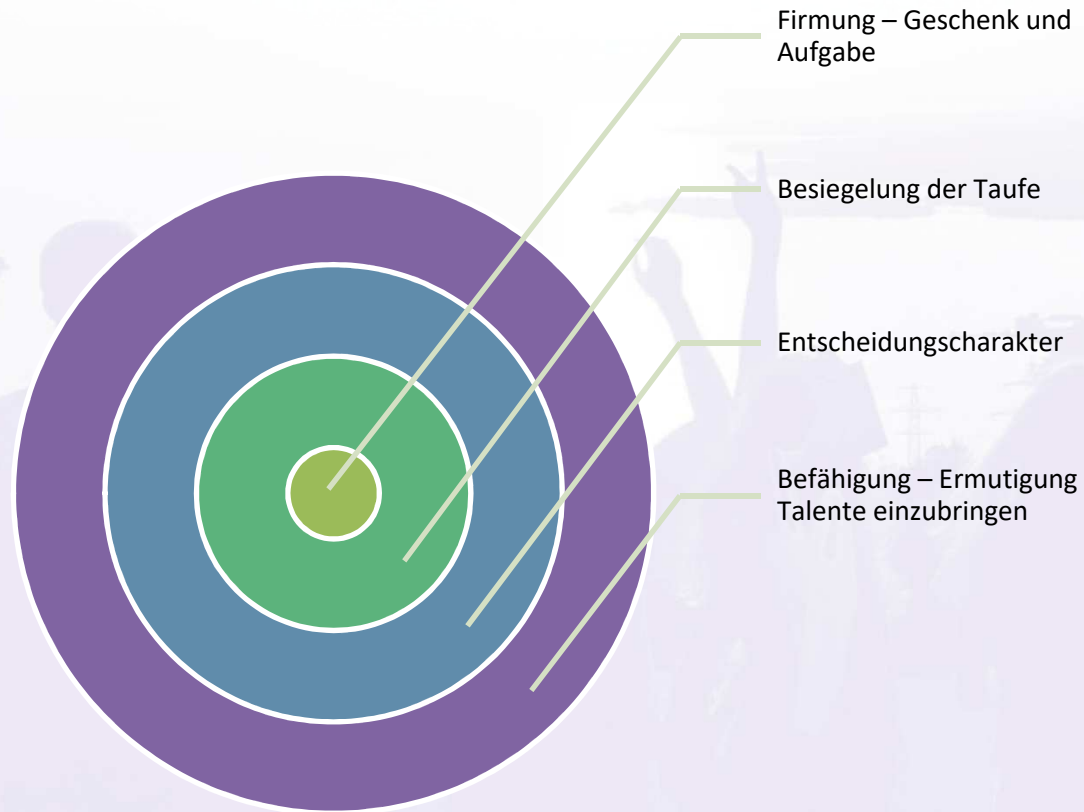 Firmung – Geschenk und
Aufgabe
Besiegelung der Taufe
Entscheidungscharakter
Befähigung – Ermutigung
Talente einzubringen